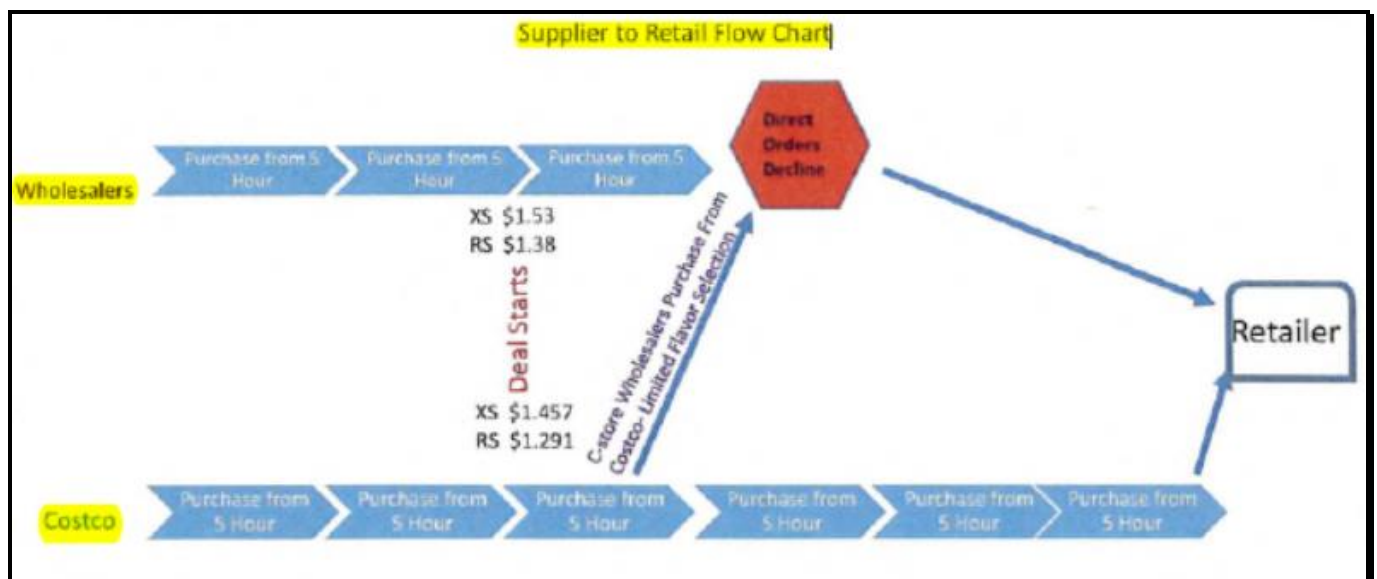 Supplier to Retail Flow Chart
Direct
Orders
Decline
Purchase from 5
Hour
Purchase from 5
Hour
Purchase from 5
Hour
Wholesalers
XS $1.53
RS $1.38
Deal Starts
XS $1.457
RS $1.291
C-store Wholesalers Purchase From
Costco- Limited Flavor Selection
Retailer
Costco
Purchase from
5 Hour
Purchase from
5 Hour
Purchase from
5 Hour
Purchase from
5 Hour
Purchase from
5 Hour
Purchase from
5 Hour